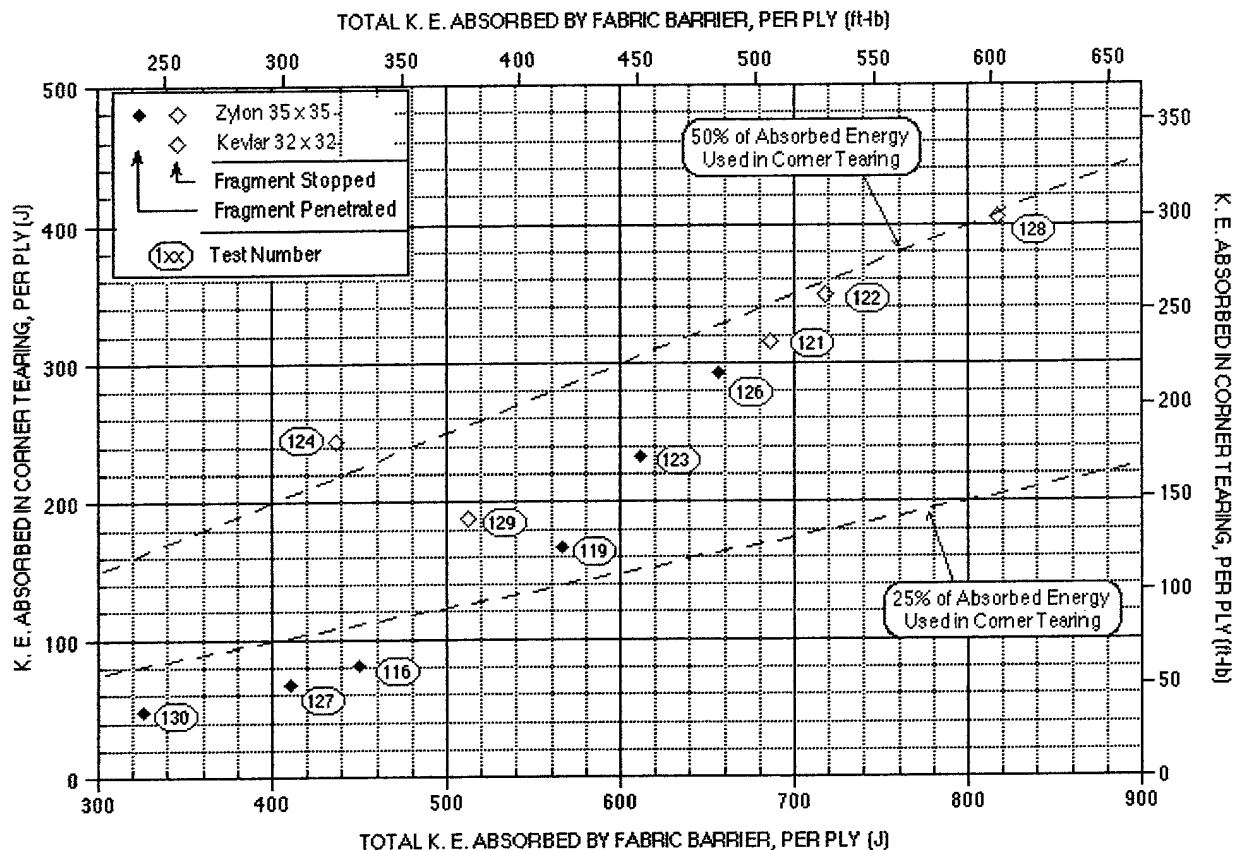 TOTAL K. E. ABSORBED BY FABRIC BARRIER, PER PLY (ft-lb)
250 300 350 400 450 500 550 600 650
500
400
300
200
100
0
K. E. ABSORBED IN CORNER TEARING, PER PLY (J)
Zylon 35 x 35
Kevlar 32 x 32
Fragment Stopped
Fragment Penetrated
1xx Test Number
50% of Absorbed Energy
Used in Corner Tearing
128
122
121
126
124
123
129
119
25% of Absorbed Energy
Used in Corner Tearing
116
127
130
350
300
250
200
150
100
50
0
K. E. ABSORBED IN CORNER TEARING, PER PLY (ft-lb)
300 400 500 600 700 800 900
TOTAL K. E. ABSORBED BY FABRIC BARRIER, PER PLY (J)